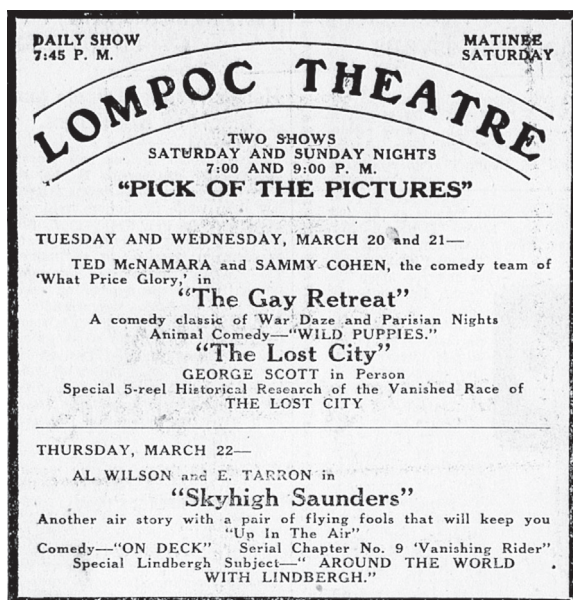 DAILY SHOW
7:45 P. M.
MATINEE
SATURDAY
LOMPOC THEATRE
TWO SHOWS
SATURDAY AND SUNDAY NIGHTS
7:00 AND 9:00 P. M.
"PICK OF THE PICTURES"
TUESDAY AND WEDNESDAY, MARCH 20 and 21—
TED McNAMARA and SAMMY COHEN, the comedy team of
'What Price Glory,' in
"The Gay Retreat"
A comedy classic of War Daze and Parisian Nights
Animal Comedy—"WILD PUPPIES."
"The Lost City"
GEORGE SCOTT in Person
Special 5-reel Historical Research of the Vanished Race of
THE LOST CITY
THURSDAY, MARCH 22—
AL WILSON and E. TARRON in
"Skyhigh Saunders"
Another air story with a pair of flying fools that will keep you
"Up In The Air"
Comedy—"ON DECK" Serial Chapter No. 9 'Vanishing Rider"
Special Lindbergh Subject—" AROUND THE WORLD
WITH LINDBERGH."